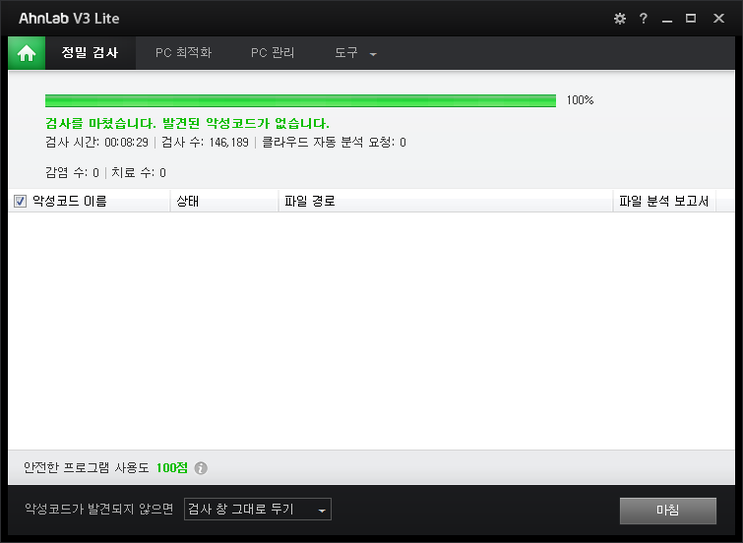 AhnLab V3 Lite
정밀 검사 PC 최적화 PC 관리 도구
100%
검사를 마쳤습니다. 발견된 악성코드가 없습니다.
검사 시간: 00:08:29 | 검사 수: 146,189 | 클라우드 자동 분석 요청: 0
감염 수: 0 | 치료 수: 0
악성코드 이름 상태 파일 경로 파일 분석 보고서
안전한 프로그램 사용도 100점
악성코드가 발견되지 않으면 검사 창 그대로 두기 마침